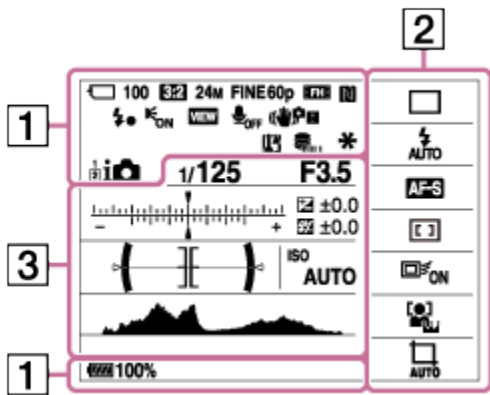 2
100 3:2 24M FINE 60p FHD N
1
ON VIEW OFF
i
1/125 F3.5
AUTO
- + ±0.0
±0.0
AF-S
3
ISO
AUTO
ON
AUTO
1
100%